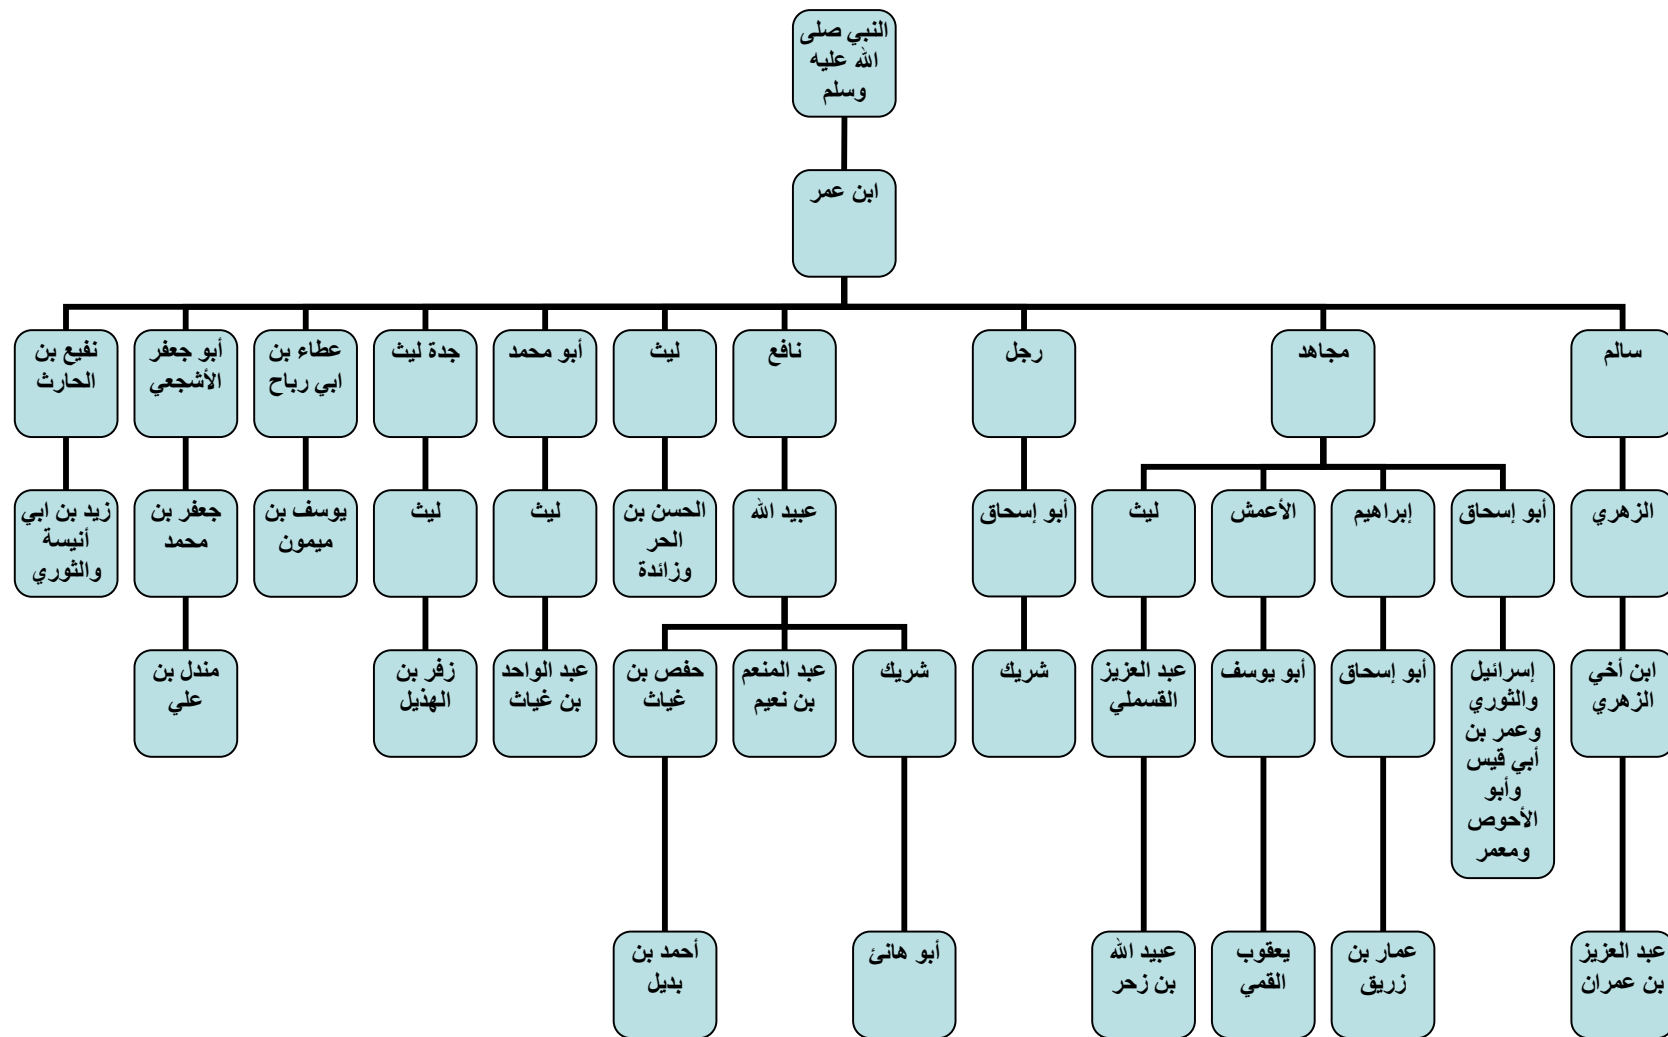 النبي صلى
الله عليه
وسلم
ابن عمر
سالم
مجاهد
رجل
نافع
ليث
أبو محمد
جدة ليث
عطاء بن
ابي رباح
أبو جعفر
الأشجعي
نفيع بن
الحارث
الزهري
أبو إسحاق
إبراهيم
الأعمش
ليث
أبو إسحاق
عبيد الله
الحسن بن
الحر
وزائدة
ليث
ليث
يوسف بن
ميمون
جعفر بن
محمد
زيد بن ابي
أنيسة
والثوري
ابن أخي
الزهري
إسرائيل
والثوري
وعمر بن
أبي قيس
وأبو
الأحوص
ومعمر
أبو إسحاق
أبو يوسف
عبد العزيز
القسملي
شريك
شريك
عبد المنعم
بن نعيم
حفص بن
غياث
عبد الواحد
بن غياث
زفر بن
الهذيل
مندل بن
علي
عبد العزيز
بن عمران
عمار بن
زريق
يعقوب
القمي
عبيد الله
بن زحر
أبو هانئ
أحمد بن
بديل